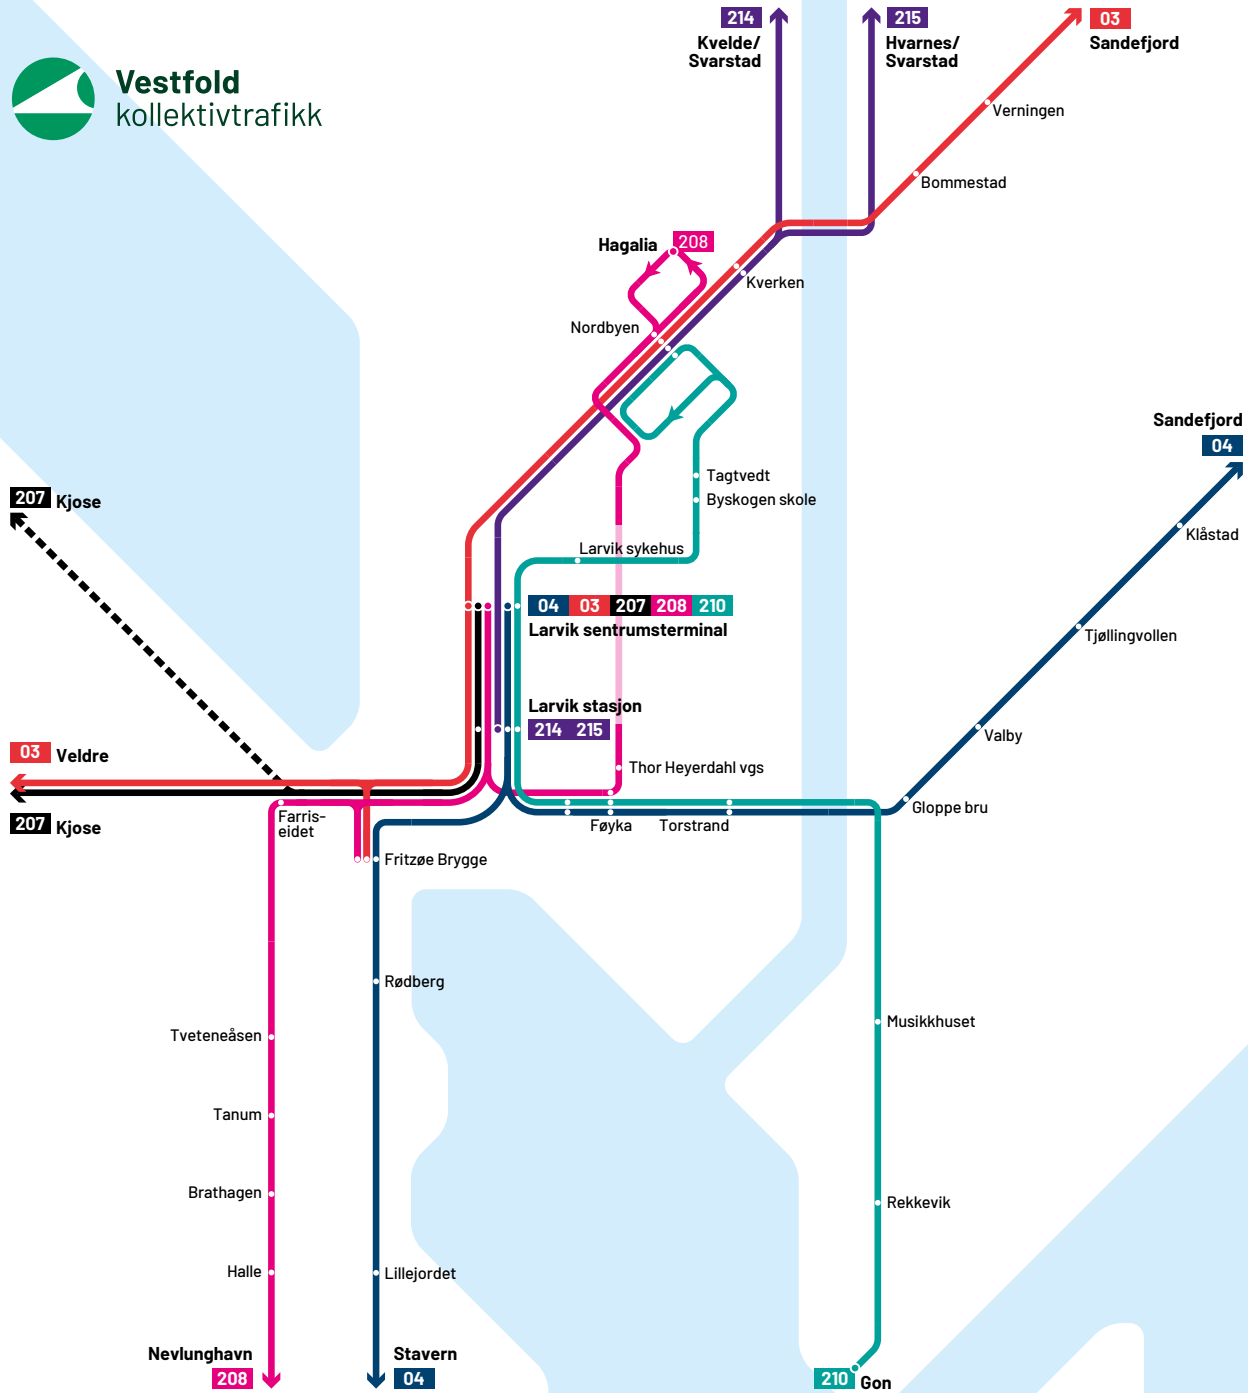 214
Kvelde/
Svarstad
215
Hvarnes/
Svarstad
03
Sandefjord
Vestfold
kollektivtrafikk
Verningen
Bommestad
Hagalia
208
Kverken
Nordbyen
Sandefjord
04
Tagtvedt
Byskogen skole
207 Kjose
Klåstad
Larvik sykehus
04 03 207 208 210
Larvik sentrumsterminal
Tjøllingvollen
Larvik stasjon
214 215
Valby
03 Veldre
Thor Heyerdahl vgs
207 Kjose
Farris-
eidet
Føyka
Torstrand
Gloppe bru
Fritzøe Brygge
Rødberg
Tveteneåsen
Musikkhuset
Tanum
Brathagen
Rekkevik
Halle
Lillejordet
Nevlunghavn
208
Stavern
04
210 Gon